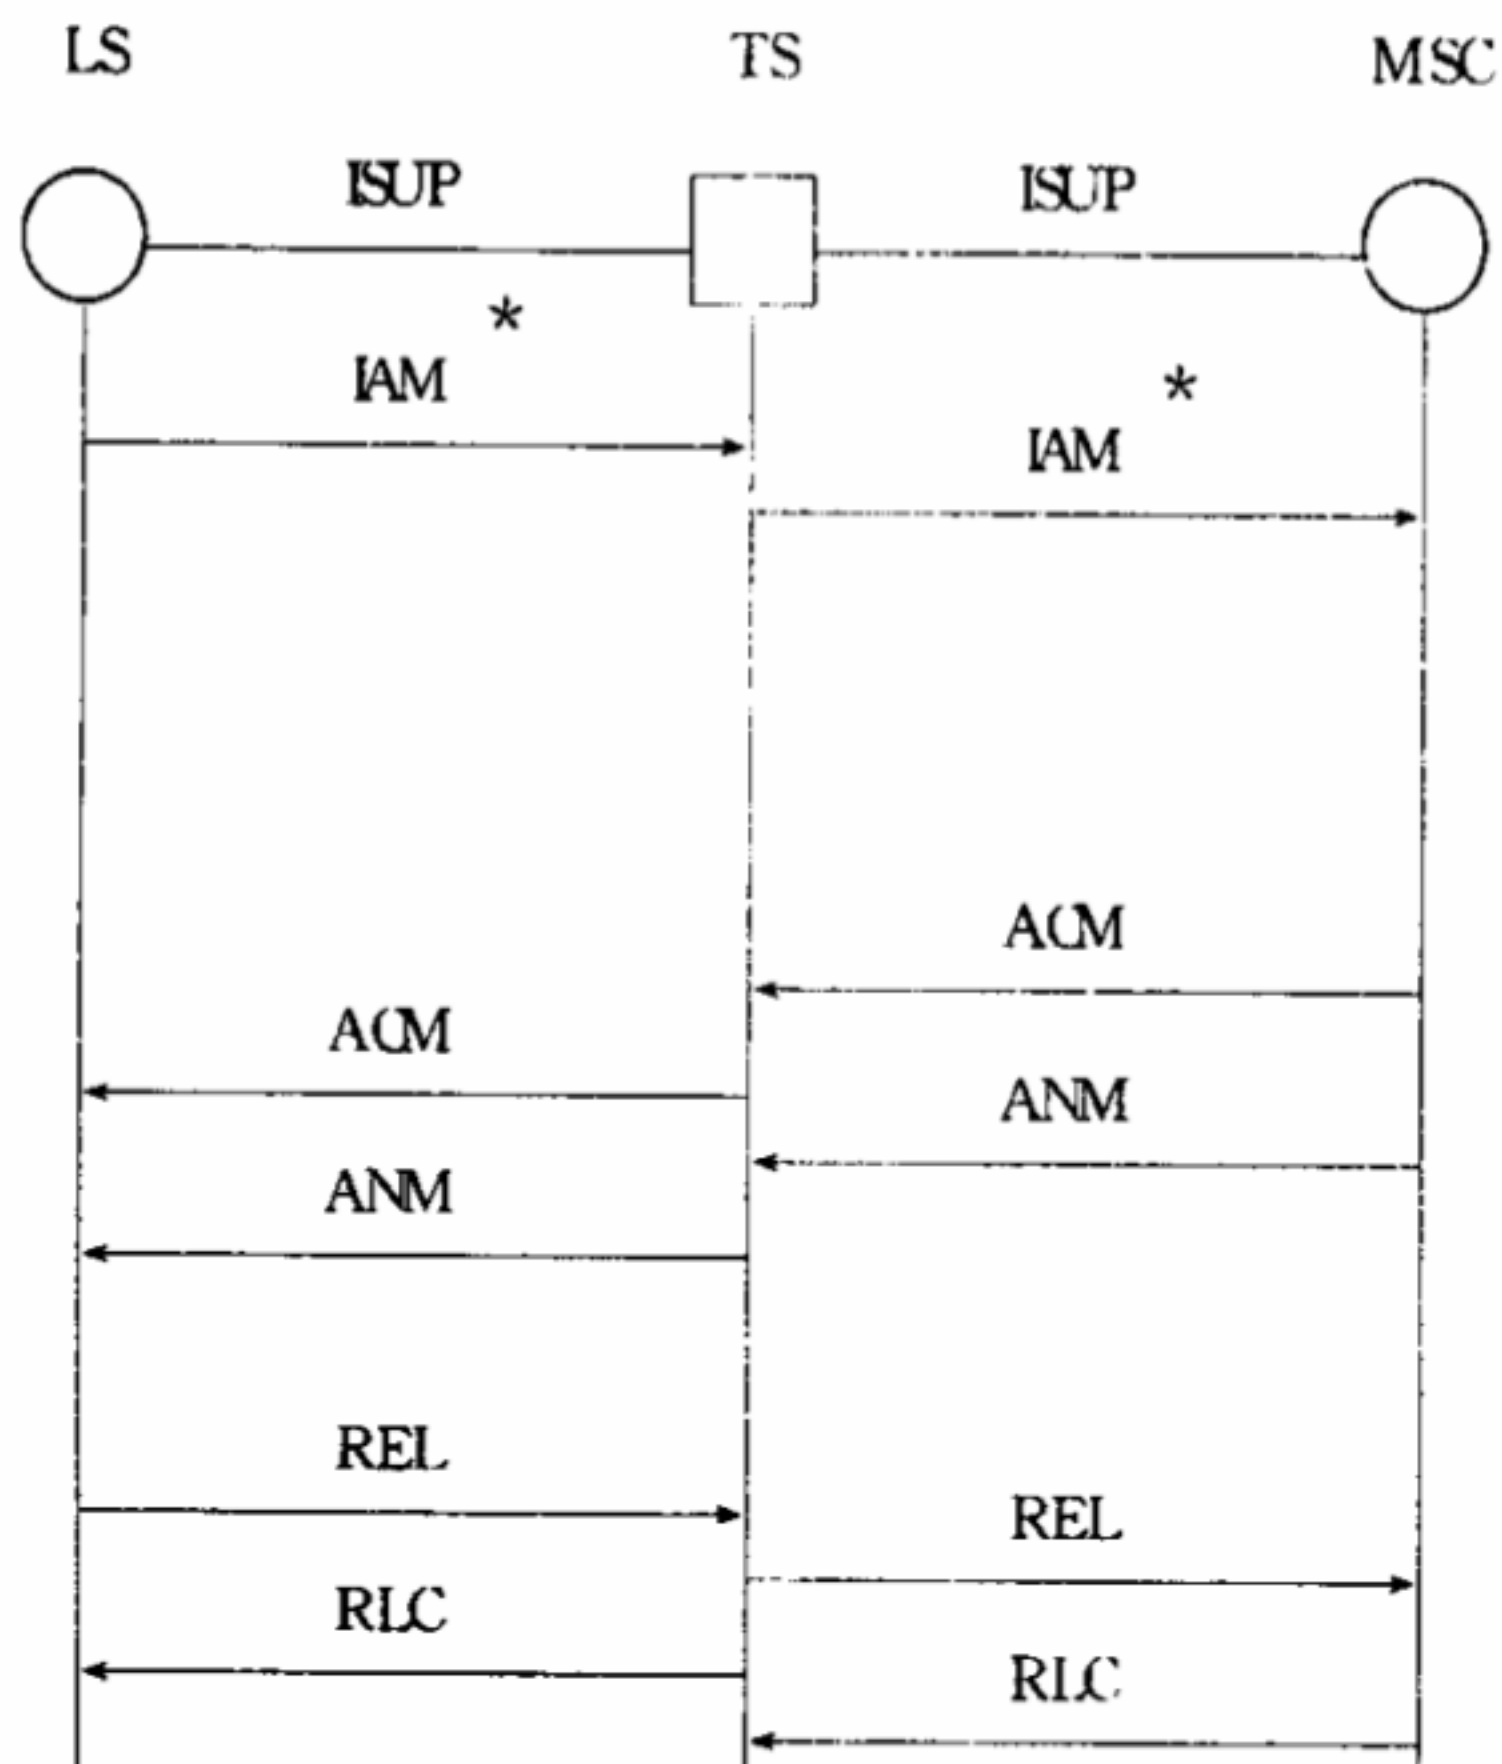 LS TS MSC
ISUP ISUP
*
IAM
*
IAM
ACM
ACM
ANM
ANM
REL
REL
RLC
RLC